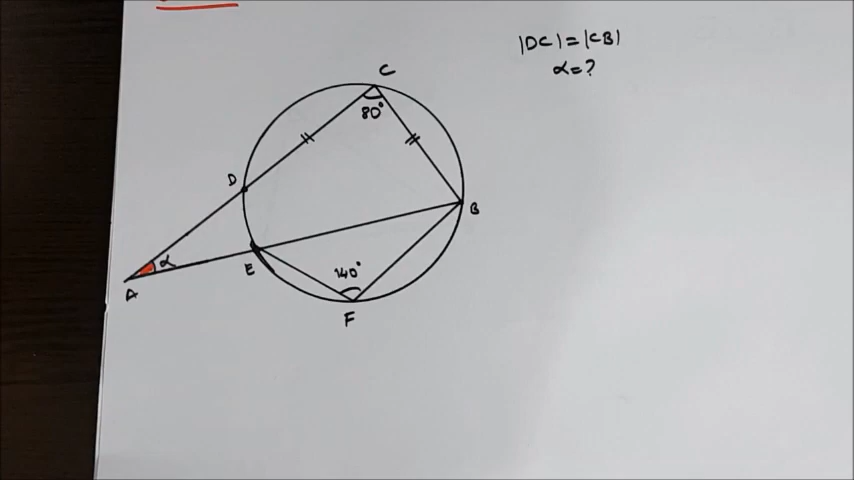 |DC| = |CB|
α = ?
C
80°
D
B
α
E
140°
A
F